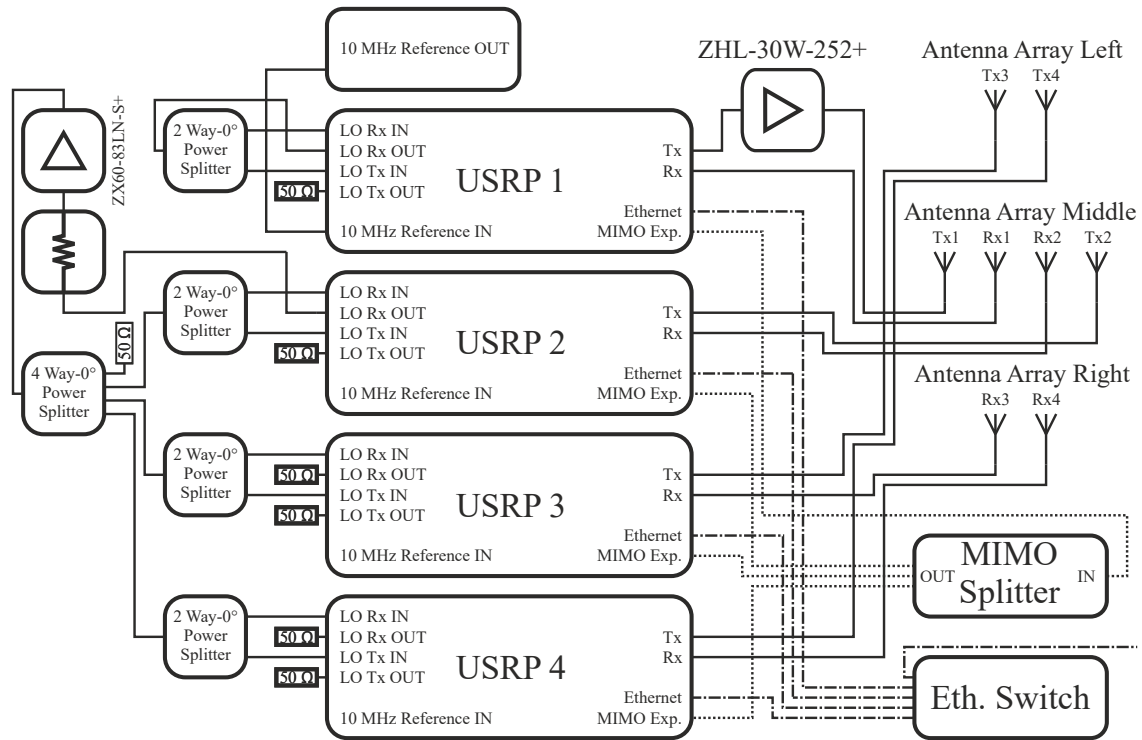 10 MHz Reference OUT
ZHL-30W-252+
Antenna Array Left
Tx3 Tx4
ZX60-83LN-S+
2 Way-0°
Power
Splitter
LO Rx IN
LO Rx OUT
LO Tx IN
LO Tx OUT
50 Ω
10 MHz Reference IN
USRP 1
Tx
Rx
Ethernet
MIMO Exp.
Antenna Array Middle
Tx1 Rx1 Rx2 Tx2
2 Way-0°
Power
Splitter
LO Rx IN
LO Rx OUT
LO Tx IN
LO Tx OUT
50 Ω
10 MHz Reference IN
USRP 2
Tx
Rx
Ethernet
MIMO Exp.
50 Ω
4 Way-0°
Power
Splitter
Antenna Array Right
Rx3 Rx4
2 Way-0°
Power
Splitter
LO Rx IN
50 Ω
LO Rx OUT
LO Tx IN
50 Ω
LO Tx OUT
10 MHz Reference IN
USRP 3
Tx
Rx
Ethernet
MIMO Exp.
MIMO
Splitter
OUT
IN
2 Way-0°
Power
Splitter
LO Rx IN
50 Ω
LO Rx OUT
LO Tx IN
50 Ω
LO Tx OUT
10 MHz Reference IN
USRP 4
Tx
Rx
Ethernet
MIMO Exp.
Eth. Switch